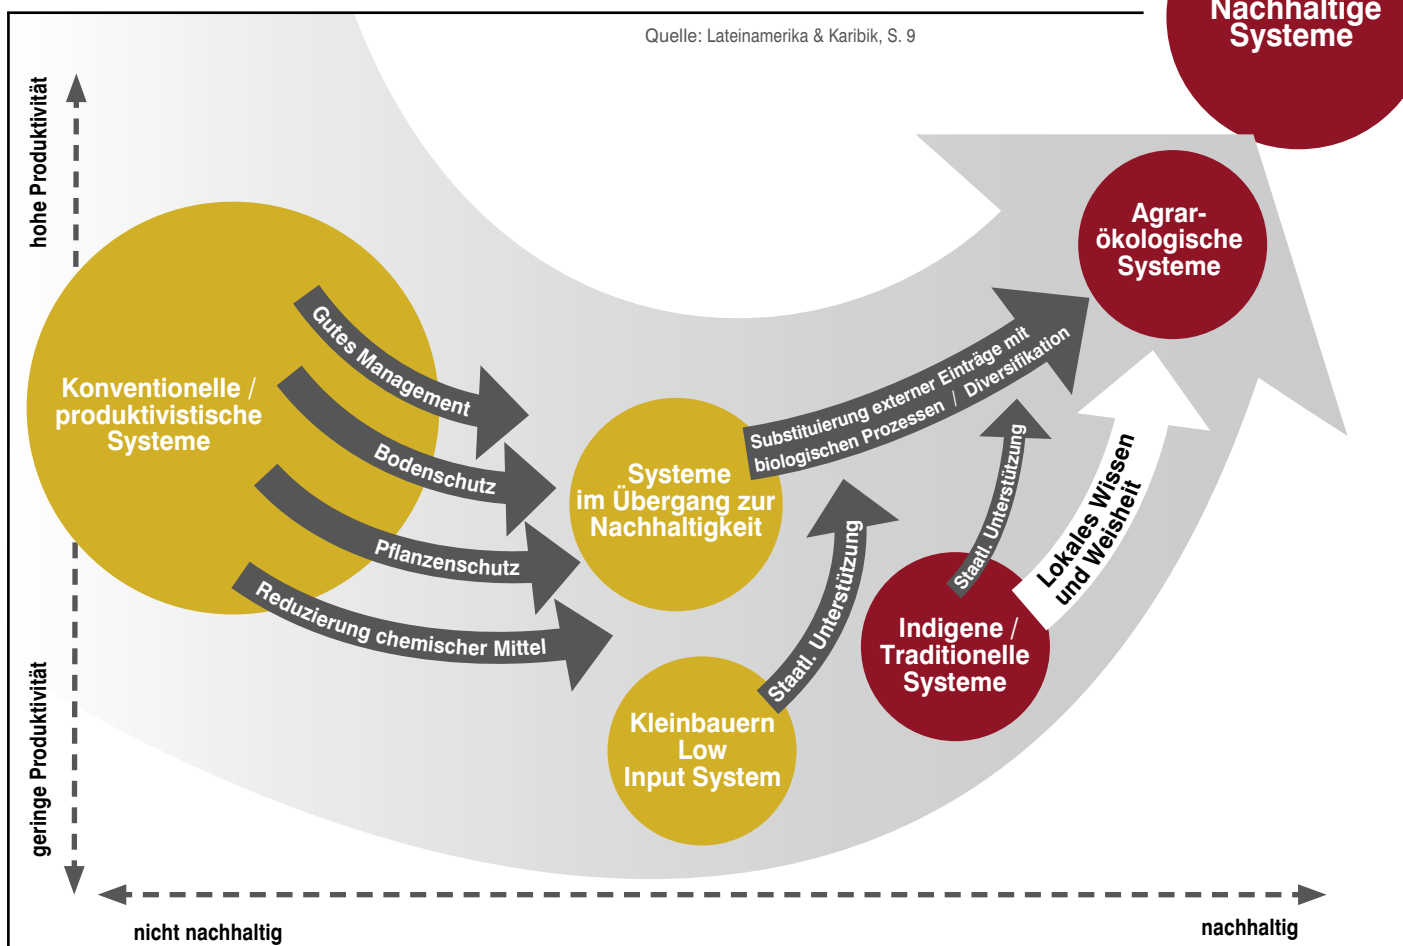 Nachhaltige
Systeme
Quelle: Lateinamerika & Karibik, S. 9
hohe Produktivität
Agrar-
ökologische
Systeme
Gutes Management
Konventionelle /
produktivistische
Systeme
Bodenschutz
Pflanzenschutz
Reduzierung chemischer Mittel
Systeme
im Übergang zur
Nachhaltigkeit
Substituierung externer Einträge mit
biologischen Prozessen / Diversifikation
Staatl. Unterstützung
Staatl. Unterstützung
Lokales Wissen
und Weisheit
Indigene /
Traditionelle
Systeme
Kleinbauern
Low
Input System
geringe Produktivität
nicht nachhaltig
nachhaltig